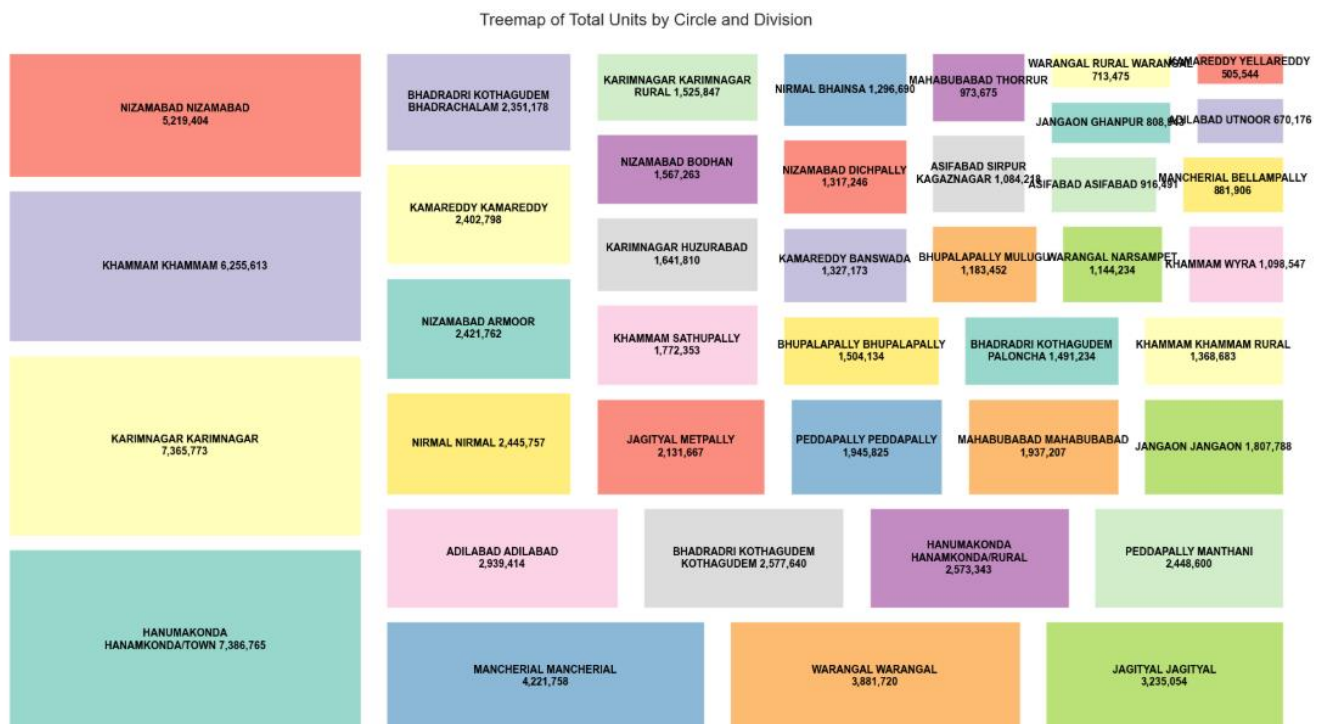 Treemap of Total Units by Circle and Division
NIZAMABAD NIZAMABAD
5,219,404
KHAMMAM KHAMMAM 6,255,613
KARIMNAGAR KARIMNAGAR
7,365,773
HANUMAKONDA
HANAMKONDA/TOWN 7,386,765
BHADRADRI KOTHAGUDEM
BHADRACHALAM 2,351,178
KAMAREDDY KAMAREDDY
2,402,798
NIZAMABAD ARMOOR
2,421,762
NIRMAL NIRMAL 2,445,757
KARIMNAGAR KARIMNAGAR
RURAL 1,525,847
NIZAMABAD BODHAN
1,567,263
KARIMNAGAR HUZURABAD
1,641,810
KHAMMAM SATHUPALLY
1,772,353
JAGITYAL METPALLY
2,131,667
NIRMAL BHAINSA 1,296,690
NIZAMABAD DICHPALLY
1,317,246
KAMAREDDY BANSWADA
1,327,173
BHUPALAPALLY BHUPALAPALLY
1,504,134
PEDDAPALLY PEDDAPALLY
1,945,825
MAHABUBABAD THORRUR
973,675
ASIFABAD SIRPUR
KAGAZNAGAR 1,084,218
BHUPALAPALLY MULUGU
1,183,452
BHADRADRI KOTHAGUDEM
PALONCHA 1,491,234
MAHABUBABAD MAHABUBABAD
1,937,207
WARANGAL RURAL WARANGAL
713,475
JANGAON GHANPUR
ASIFABAD ASIFABAD 916,491
WARANGAL NARSAMPET
1,144,234
KAMAREDDY YELLAREDDY
505,544
ADILABAD UTNOOR 670,176
MANCHERIAL BELLAMPALLY
881,906
KHAMMAM WYRA 1,098,547
KHAMMAM KHAMMAM RURAL
1,368,683
JANGAON JANGAON 1,807,788
ADILABAD ADILABAD
2,939,414
BHADRADRI KOTHAGUDEM
KOTHAGUDEM 2,577,640
HANUMAKONDA
HANAMKONDA/RURAL
2,573,343
PEDDAPALLY MANTHANI
2,448,600
MANCHERIAL MANCHERIAL
4,221,758
WARANGAL WARANGAL
3,881,720
JAGITYAL JAGITYAL
3,235,054